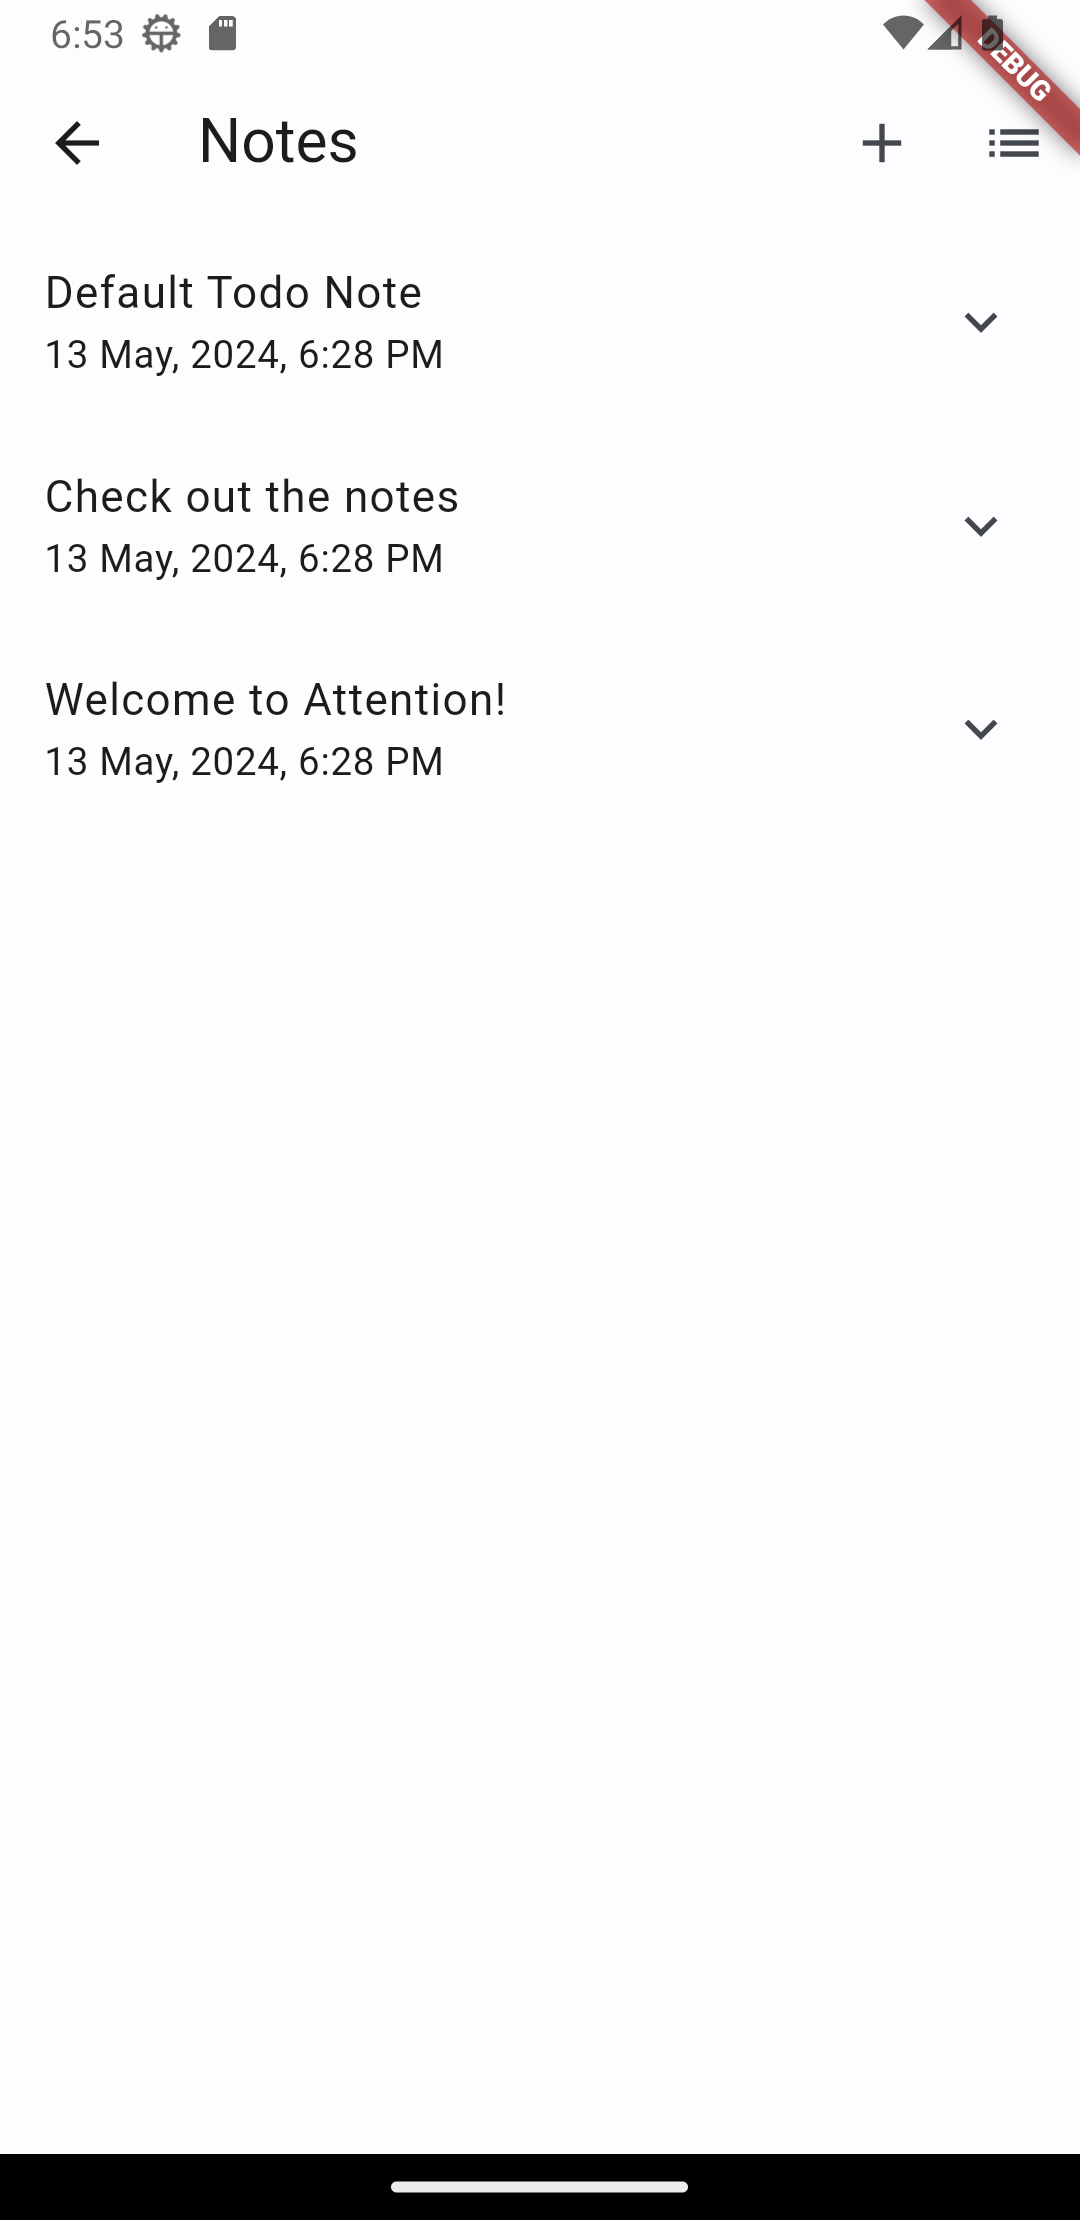 6:53
DEBUG
Notes
Default Todo Note
13 May, 2024, 6:28 PM
Check out the notes
13 May, 2024, 6:28 PM
Welcome to Attention!
13 May, 2024, 6:28 PM